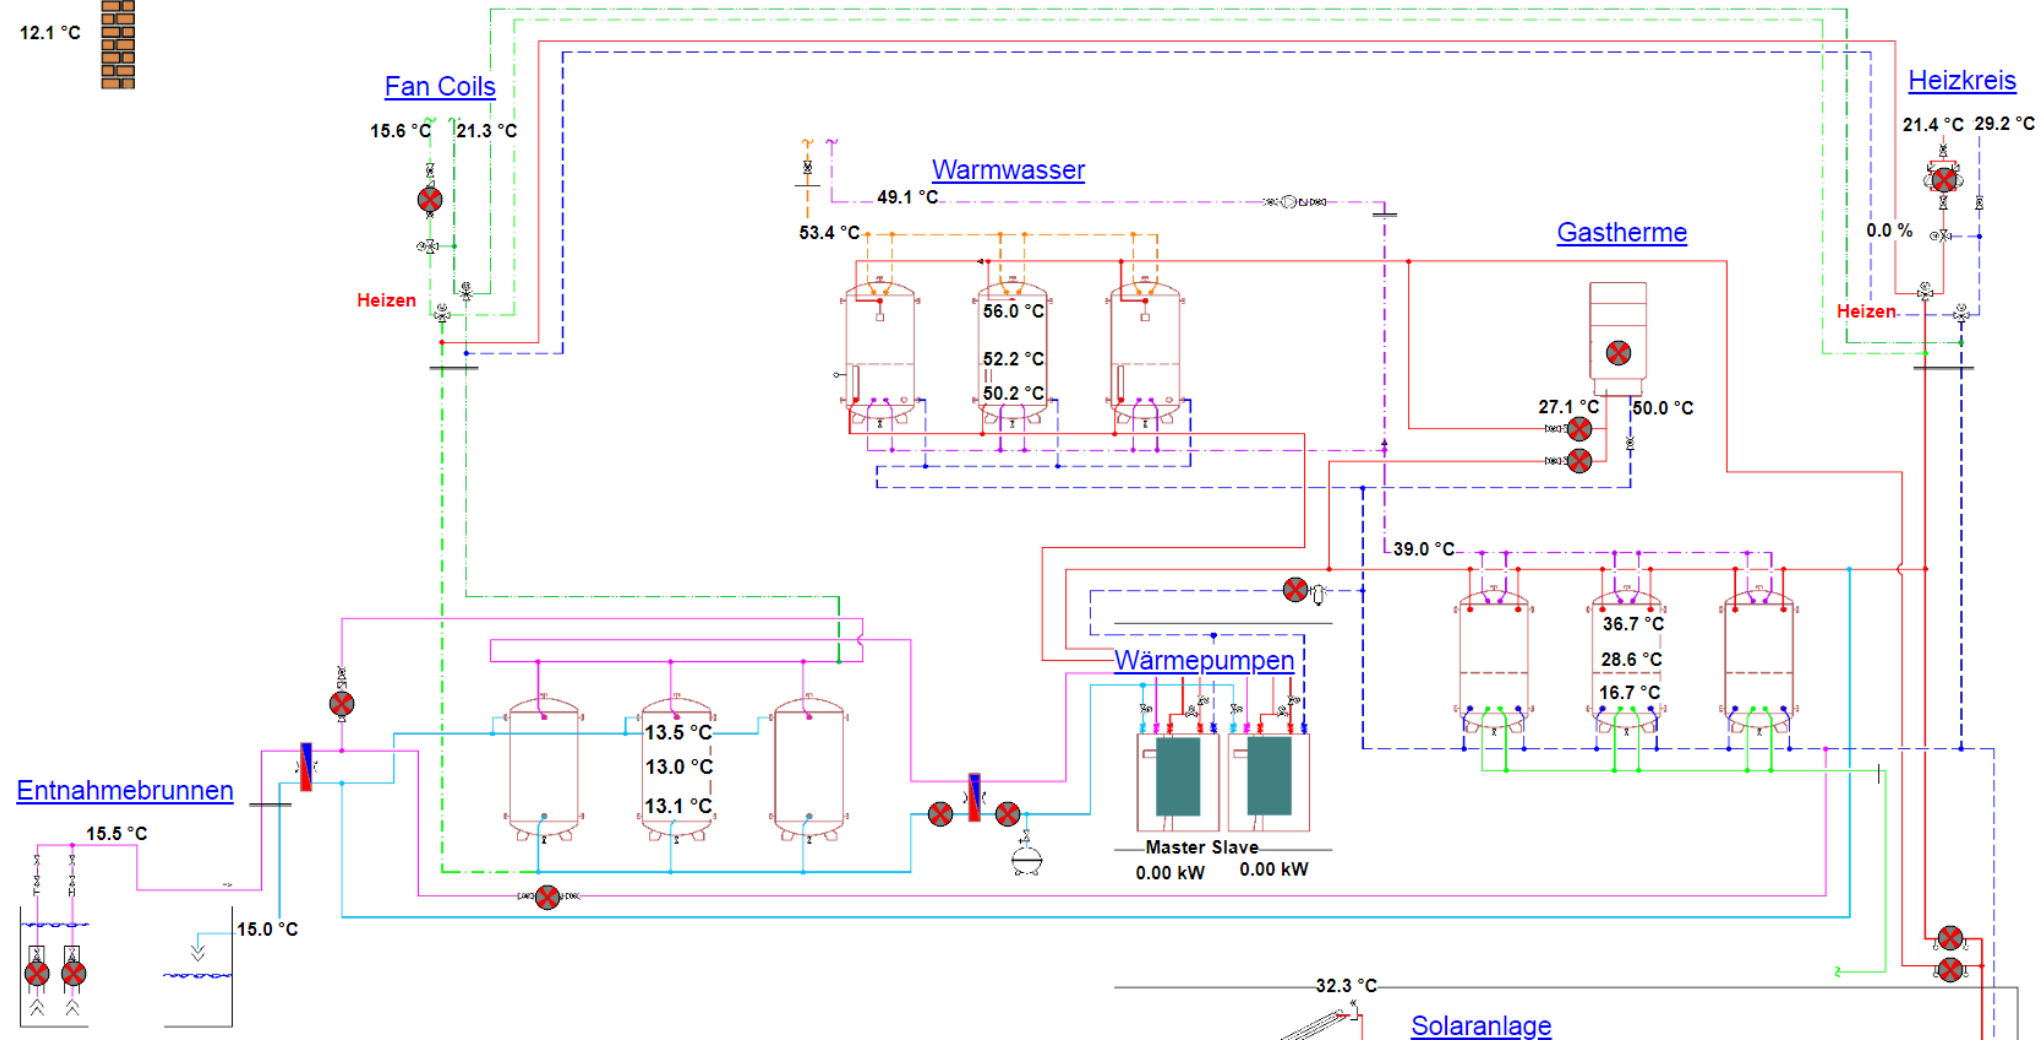 12.1 °C
Fan Coils
Heizkreis
15.6 °C
21.3 °C
21.4 °C
29.2 °C
Warmwasser
49.1 °C
53.4 °C
Gastherme
0.0 %
Heizen
56.0 °C
Heizen
52.2 °C
50.2 °C
27.1 °C
50.0 °C
39.0 °C
36.7 °C
Wärmepumpen
28.6 °C
16.7 °C
13.5 °C
13.0 °C
Entnahmebrunnen
13.1 °C
15.5 °C
Master Slave
0.00 kW
0.00 kW
15.0 °C
32.3 °C
Solaranlage